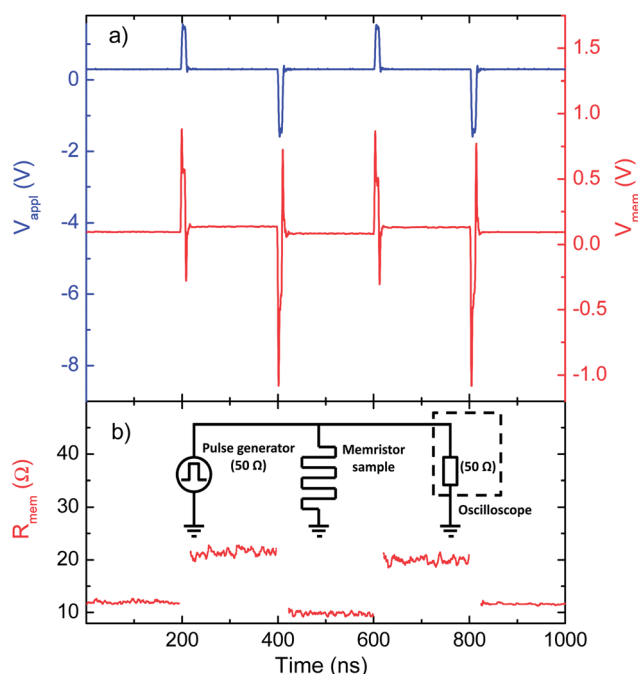 a)
0
-2
-4
-6
-8
V_appl (V)
1.5
1.0
0.5
0.0
-0.5
-1.0
V_mem (V)
b)
40
30
20
10
R_mem (Ω)
Pulse generator
(50 Ω)
Memristor
sample
(50 Ω)
Oscilloscope
0
200
400
600
800
1000
Time (ns)